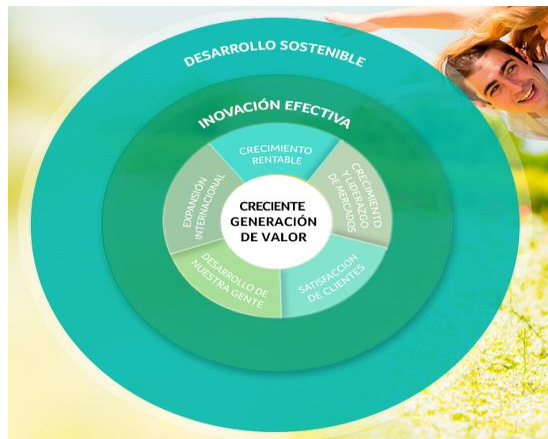 DESARROLLO SOSTENIBLE
INOVACIÓN EFECTIVA
CRECIMIENTO
RENTABLE
CRECIMIENTO
Y LIDERAZGO
DE MERCADOS
SATISFACCION
DE CLIENTES
DESARROLLO DE
NUESTRA GENTE
EXPANSIÓN
INTERNACIONAL
CRECIENTE
GENERACIÓN
DE VALOR